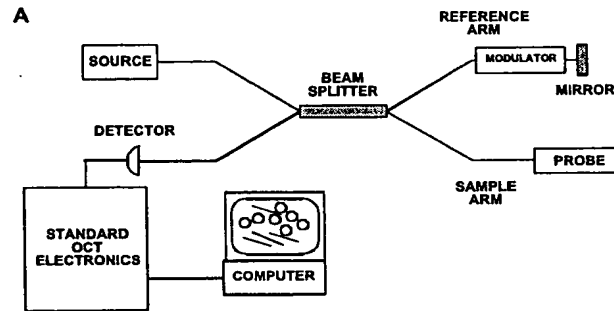 A
SOURCE
BEAM
SPLITTER
REFERENCE
ARM
MODULATOR
MIRROR
DETECTOR
PROBE
SAMPLE
ARM
STANDARD
OCT
ELECTRONICS
COMPUTER